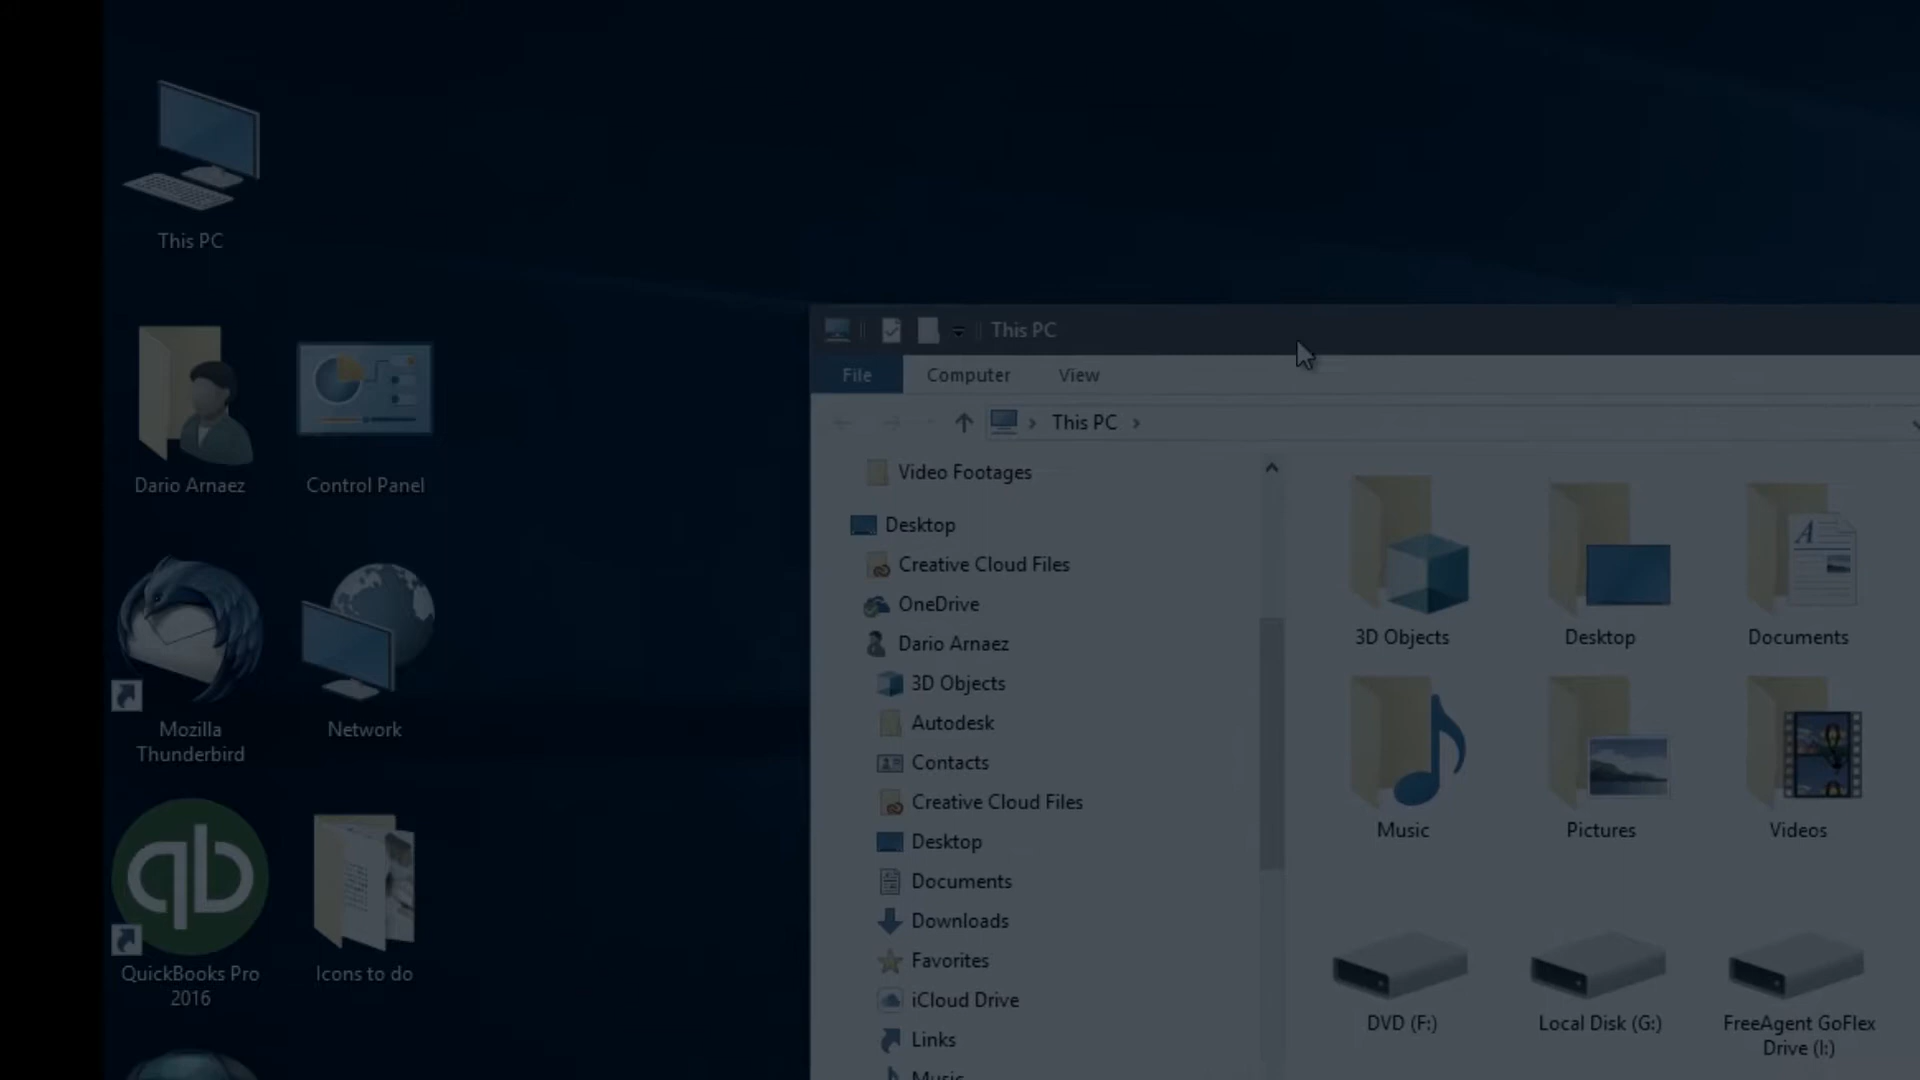 This PC
Dario Arnaez
Control Panel
Mozilla
Thunderbird
Network
qb
QuickBooks Pro
2016
Icons to do
This PC
File
Computer
View
This PC
Video Footages
Desktop
Creative Cloud Files
OneDrive
Dario Arnaez
3D Objects
Autodesk
Contacts
Creative Cloud Files
Desktop
Documents
Downloads
Favorites
iCloud Drive
Links
Music
3D Objects
Desktop
A
Documents
Music
Pictures
Videos
DVD (F:)
Local Disk (G:)
FreeAgent GoFlex
Drive (I:)